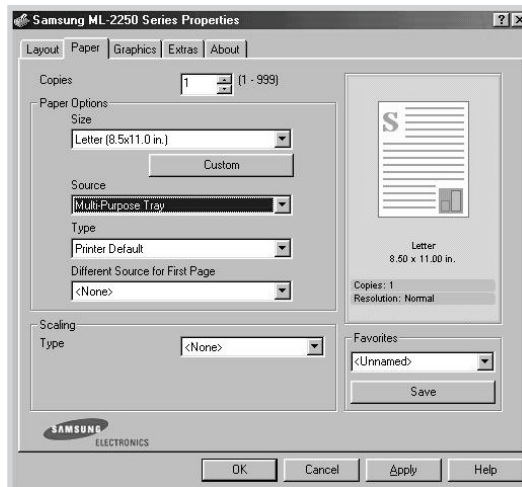 Samsung ML-2250 Series Properties
Layout Paper Graphics Extras About
Copies 1 (1 - 999)
Paper Options
Size
Letter (8.5x11.0 in.)
Custom
Source
Multi-Purpose Tray
Type
Printer Default
Different Source for First Page
<None>
S
Letter
8.50 x 11.00 in.
Copies: 1
Resolution: Normal
Scaling
Type <None>
Favorites
<Unnamed>
Save
SAMSUNG
ELECTRONICS
OK Cancel Apply Help